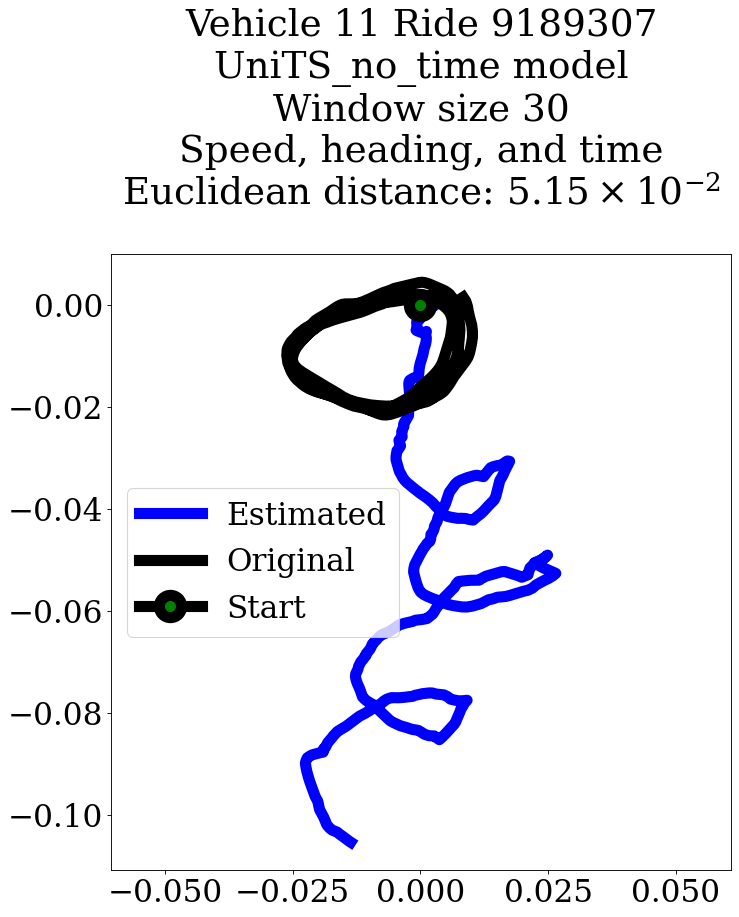 Vehicle 11 Ride 9189307
UniTS_no_time model
Window size 30
Speed, heading, and time
Euclidean distance: 5.15 × 10⁻²
0.00
−0.02
−0.04
−0.06
−0.08
−0.10
Estimated
Original
Start
−0.050
−0.025
0.000
0.025
0.050